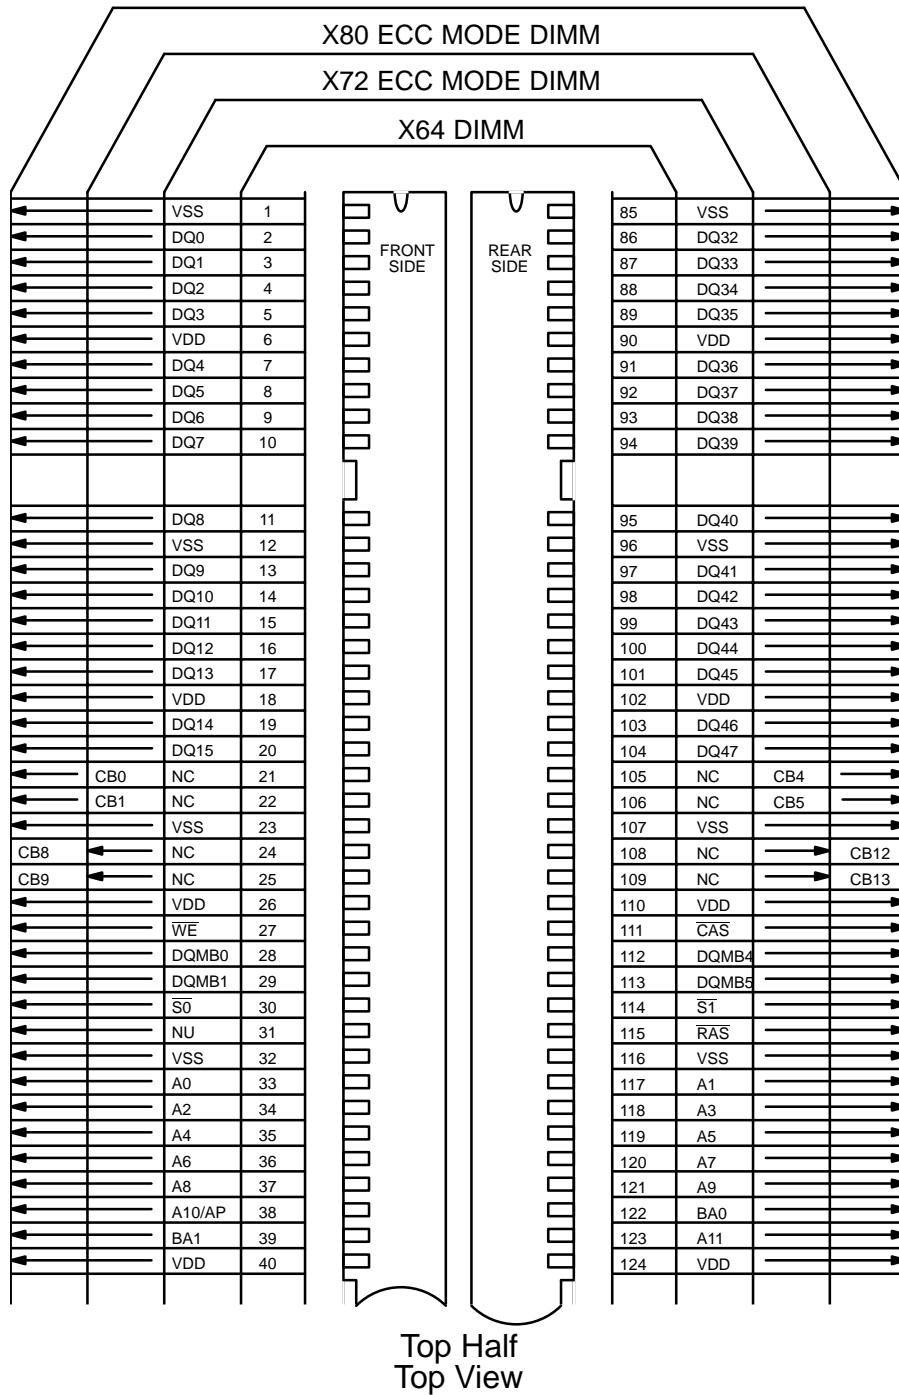 X80 ECC MODE DIMM
X72 ECC MODE DIMM
X64 DIMM
FRONT SIDE
REAR SIDE
VSS 1 85 VSS
DQ0 2 86 DQ32
DQ1 3 87 DQ33
DQ2 4 88 DQ34
DQ3 5 89 DQ35
VDD 6 90 VDD
DQ4 7 91 DQ36
DQ5 8 92 DQ37
DQ6 9 93 DQ38
DQ7 10 94 DQ39
DQ8 11 95 DQ40
VSS 12 96 VSS
DQ9 13 97 DQ41
DQ10 14 98 DQ42
DQ11 15 99 DQ43
DQ12 16 100 DQ44
DQ13 17 101 DQ45
VDD 18 102 VDD
DQ14 19 103 DQ46
DQ15 20 104 DQ47
CB0 NC 21 105 NC CB4
CB1 NC 22 106 NC CB5
VSS 23 107 VSS
CB8 NC 24 108 NC CB12
CB9 NC 25 109 NC CB13
VDD 26 110 VDD
W̅E̅ 27 111 C̅A̅S̅
DQMB0 28 112 DQMB4
DQMB1 29 113 DQMB5
S̅0̅ 30 114 S̅1̅
NU 31 115 R̅A̅S̅
VSS 32 116 VSS
A0 33 117 A1
A2 34 118 A3
A4 35 119 A5
A6 36 120 A7
A8 37 121 A9
A10/AP 38 122 BA0
BA1 39 123 A11
VDD 40 124 VDD
Top Half
Top View